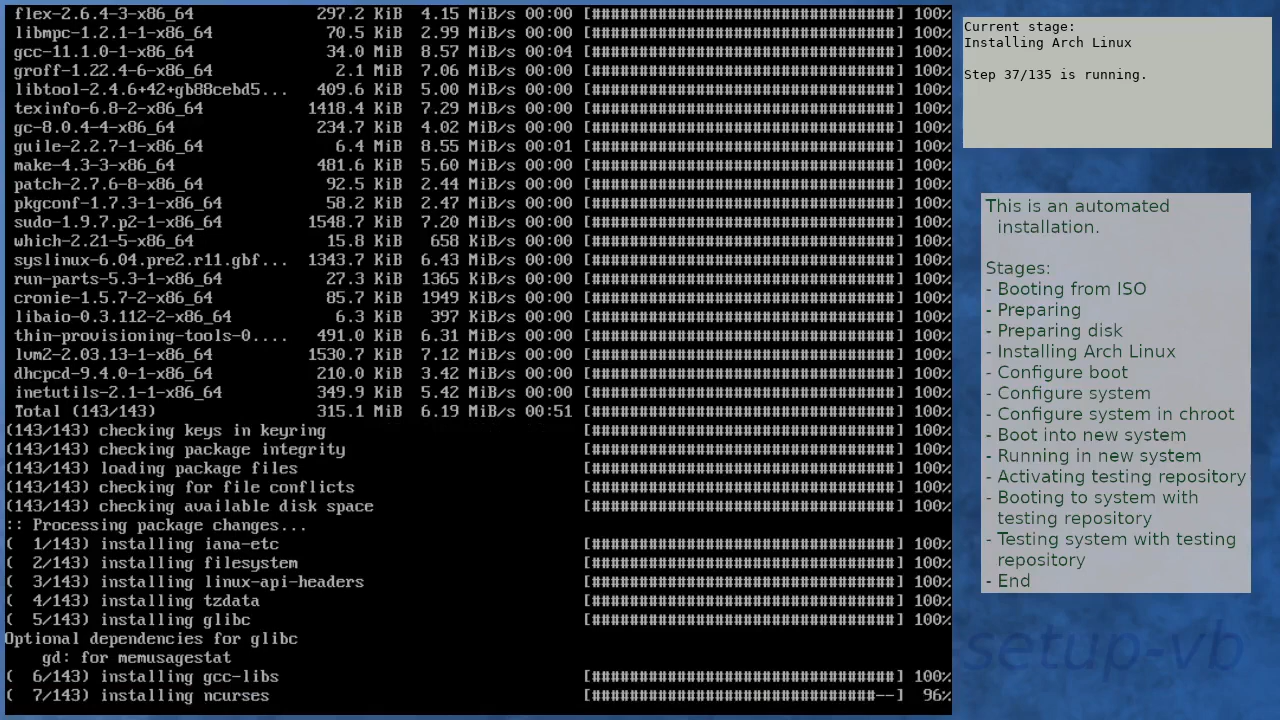 flex-2.6.4-3-x86_64 297.2 KiB 4.15 MiB/s 00:00 [################################] 100%
libmpc-1.2.1-1-x86_64 70.5 KiB 2.99 MiB/s 00:00 [################################] 100%
gcc-11.1.0-1-x86_64 34.0 MiB 8.57 MiB/s 00:04 [################################] 100%
groff-1.22.4-6-x86_64 2.1 MiB 7.06 MiB/s 00:00 [################################] 100%
libtool-2.4.6+42+gb88cebd5... 409.6 KiB 5.00 MiB/s 00:00 [################################] 100%
texinfo-6.8-2-x86_64 1418.4 KiB 7.29 MiB/s 00:00 [################################] 100%
gc-8.0.4-4-x86_64 234.7 KiB 4.02 MiB/s 00:00 [################################] 100%
guile-2.2.7-1-x86_64 6.4 MiB 8.55 MiB/s 00:01 [################################] 100%
make-4.3-3-x86_64 481.6 KiB 5.60 MiB/s 00:00 [################################] 100%
patch-2.7.6-8-x86_64 92.5 KiB 2.44 MiB/s 00:00 [################################] 100%
pkgconf-1.7.3-1-x86_64 58.2 KiB 2.47 MiB/s 00:00 [################################] 100%
sudo-1.9.7.p2-1-x86_64 1548.7 KiB 7.20 MiB/s 00:00 [################################] 100%
which-2.21-5-x86_64 15.8 KiB 658 KiB/s 00:00 [################################] 100%
syslinux-6.04.pre2.r11.gbf... 1343.7 KiB 6.43 MiB/s 00:00 [################################] 100%
run-parts-5.3-1-x86_64 27.3 KiB 1365 KiB/s 00:00 [################################] 100%
cronie-1.5.7-2-x86_64 85.7 KiB 1949 KiB/s 00:00 [################################] 100%
libaio-0.3.112-2-x86_64 6.3 KiB 397 KiB/s 00:00 [################################] 100%
thin-provisioning-tools-0.... 491.0 KiB 6.31 MiB/s 00:00 [################################] 100%
lvm2-2.03.13-1-x86_64 1530.7 KiB 7.12 MiB/s 00:00 [################################] 100%
dhcpcd-9.4.0-1-x86_64 210.0 KiB 3.42 MiB/s 00:00 [################################] 100%
inetutils-2.1-1-x86_64 349.9 KiB 5.42 MiB/s 00:00 [################################] 100%
Total (143/143) 315.1 MiB 6.19 MiB/s 00:51 [################################] 100%
(143/143) checking keys in keyring [################################] 100%
(143/143) checking package integrity [################################] 100%
(143/143) loading package files [################################] 100%
(143/143) checking for file conflicts [################################] 100%
(143/143) checking available disk space [################################] 100%
:: Processing package changes...
( 1/143) installing iana-etc [################################] 100%
( 2/143) installing filesystem [################################] 100%
( 3/143) installing linux-api-headers [################################] 100%
( 4/143) installing tzdata [################################] 100%
( 5/143) installing glibc [################################] 100%
Optional dependencies for glibc
gd: for memusagestat
( 6/143) installing gcc-libs [################################] 100%
( 7/143) installing ncurses [##############################--] 96%
Current stage:
Installing Arch Linux
Step 37/135 is running.
This is an automated
installation.
Stages:
- Booting from ISO
- Preparing
- Preparing disk
- Installing Arch Linux
- Configure boot
- Configure system
- Configure system in chroot
- Boot into new system
- Running in new system
- Activating testing repository
- Booting to system with
testing repository
- Testing system with testing
repository
- End
setup-vb